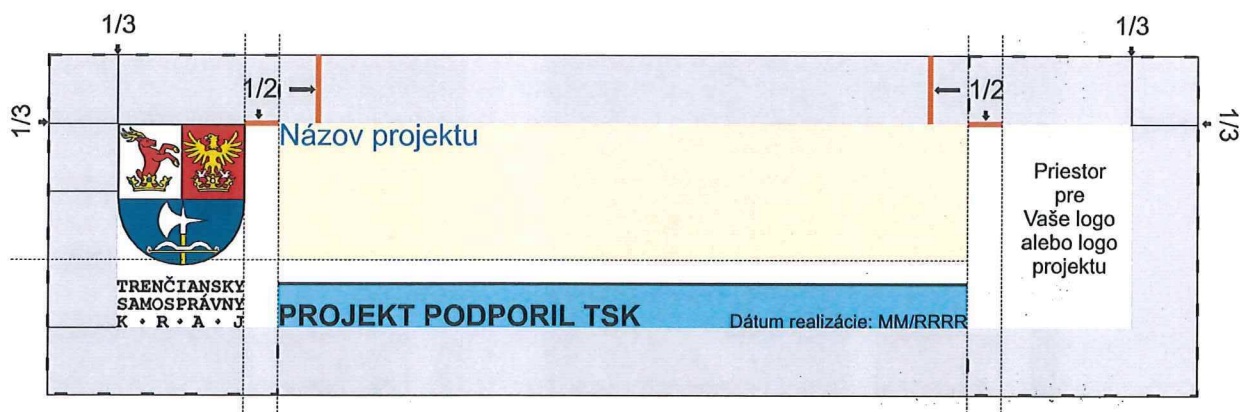 1/3
1/3
1/2
1/2
1/3
1/3
Názov projektu
Priestor
pre
Vaše logo
alebo logo
projektu
TRENČIANSKY
SAMOSPRÁVNY
K·R·A·J
PROJEKT PODPORIL TSK
Dátum realizácie: MM/RRRR